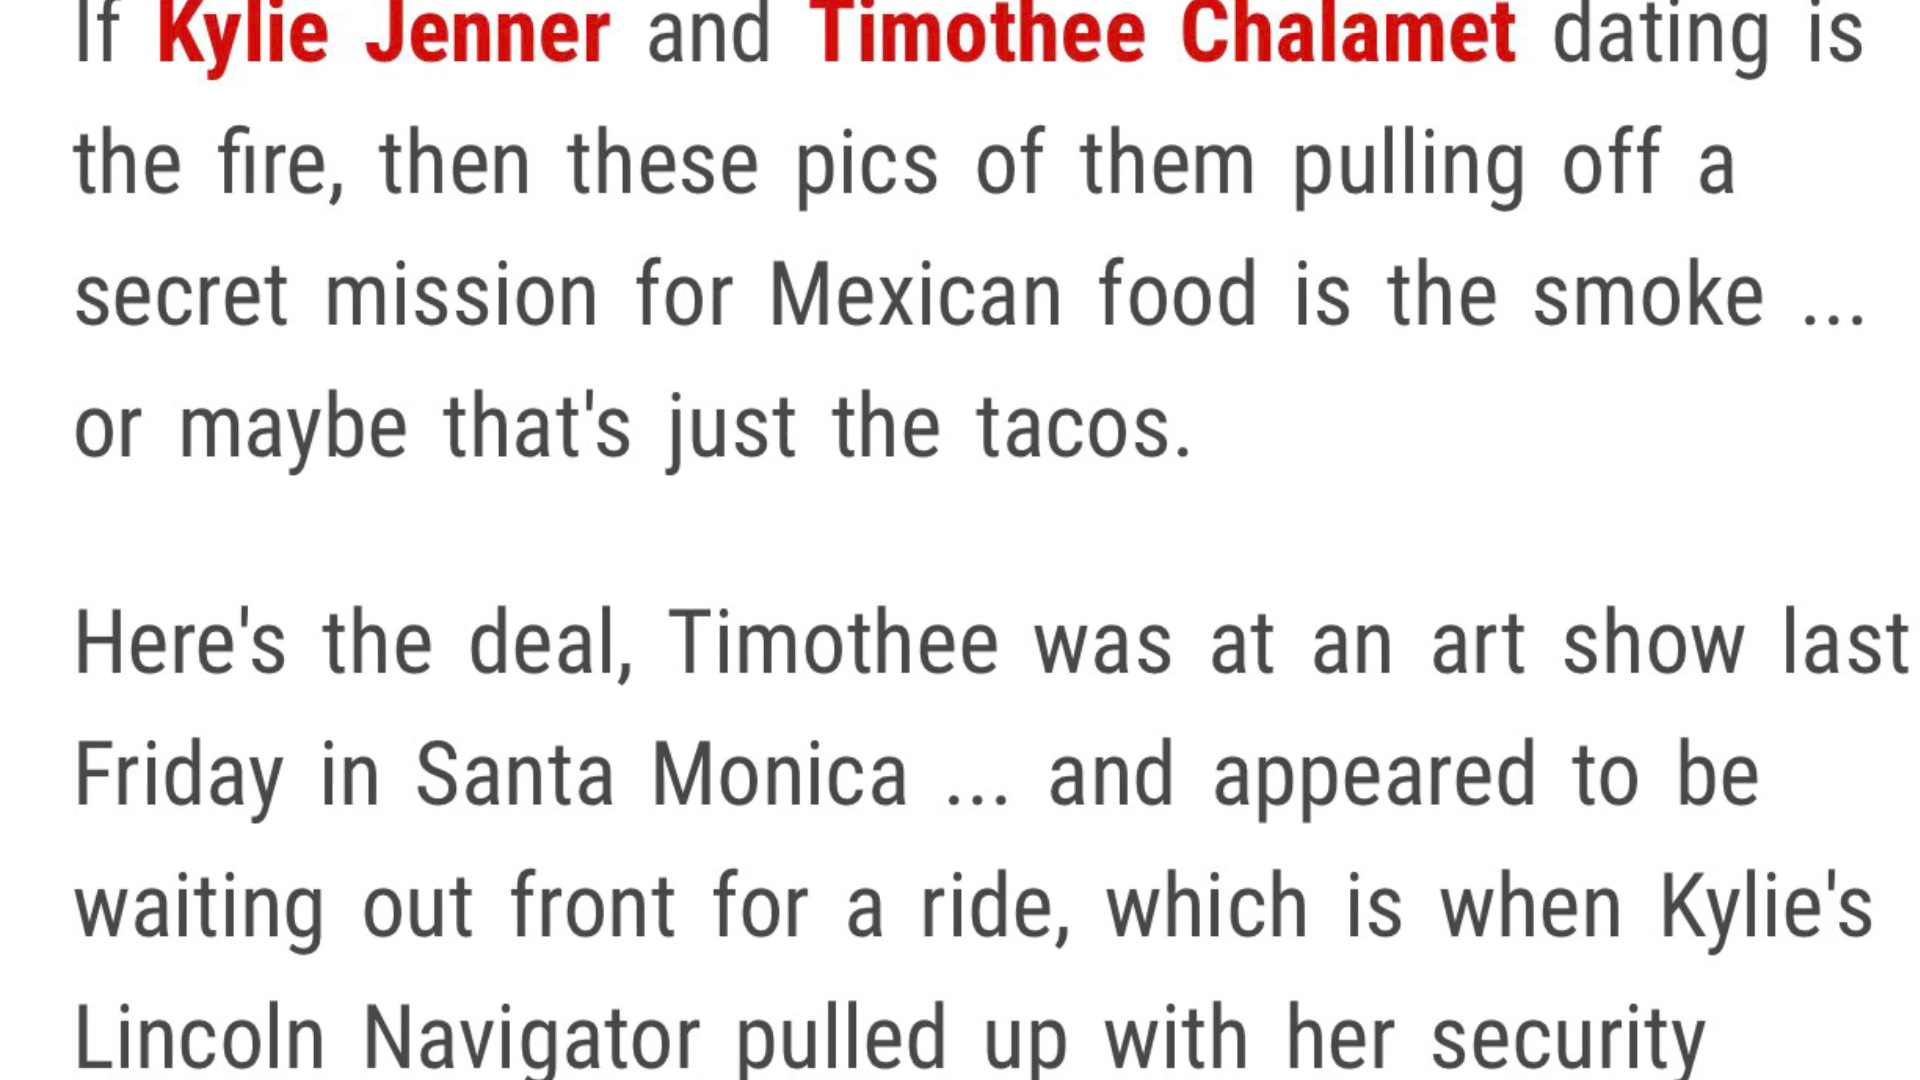 If Kylie Jenner and Timothee Chalamet dating is
the fire, then these pics of them pulling off a
secret mission for Mexican food is the smoke ...
or maybe that's just the tacos.
Here's the deal, Timothee was at an art show last
Friday in Santa Monica ... and appeared to be
waiting out front for a ride, which is when Kylie's
Lincoln Navigator pulled up with her security